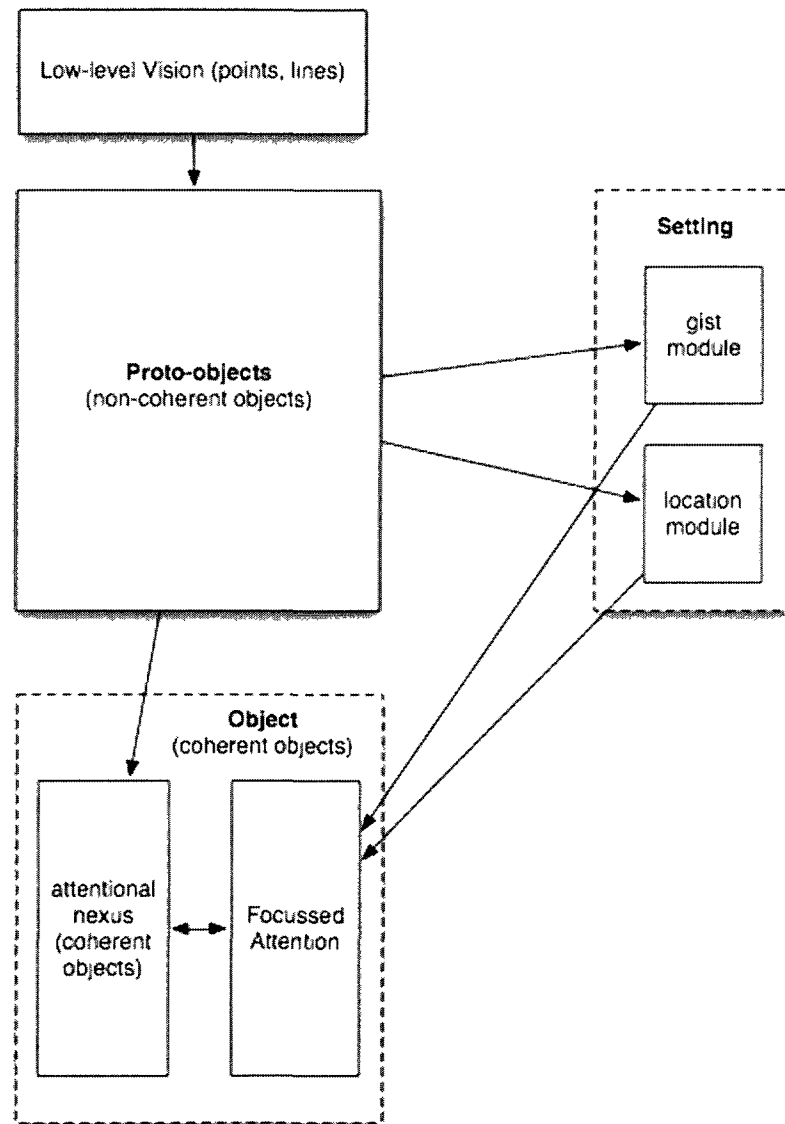 Low-level Vision (points, lines)
Setting
gist
module
Proto-objects
(non-coherent objects)
location
module
Object
(coherent objects)
attentional
nexus
(coherent
objects)
Focussed
Attention